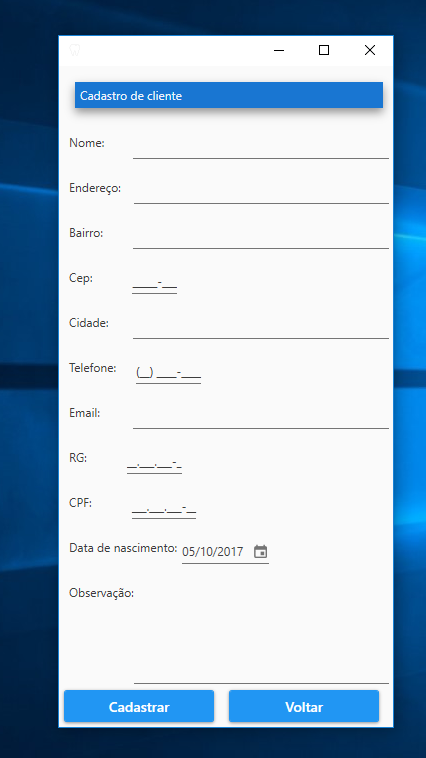 Cadastro de cliente
Nome:
Endereço:
Bairro:
Cep: _____-___
Cidade:
Telefone: (__) ____-____
Email:
RG: __.___.___-_
CPF: ___.___.___-__
Data de nascimento: 05/10/2017
Observação:
Cadastrar Voltar